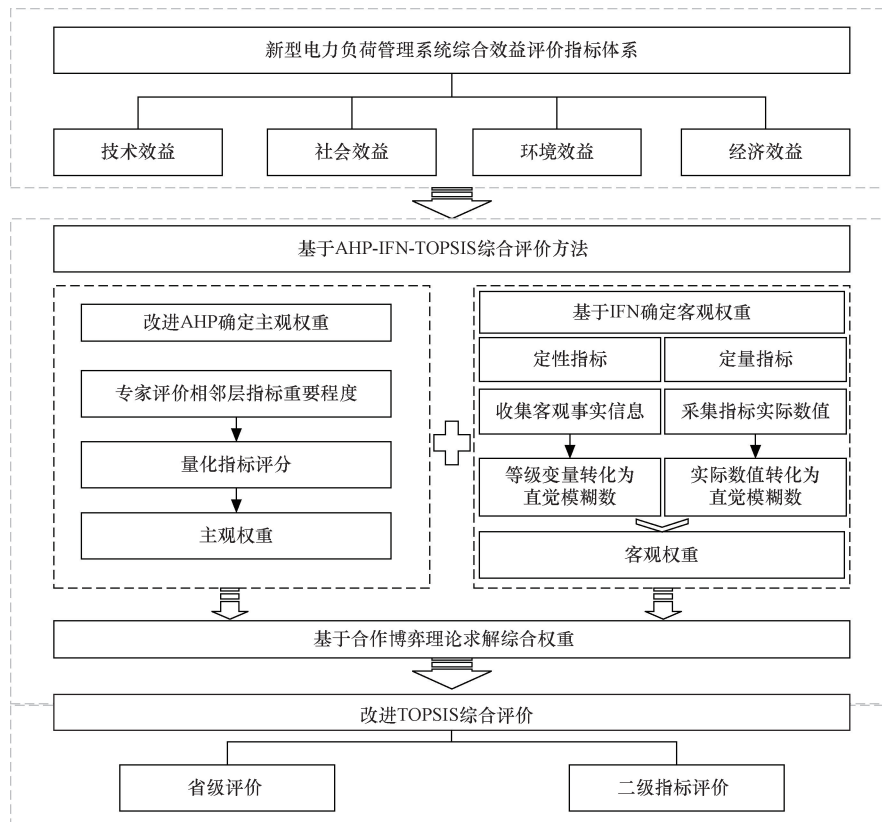 新型电力负荷管理系统综合效益评价指标体系
技术效益
社会效益
环境效益
经济效益
基于AHP-IFN-TOPSIS综合评价方法
改进AHP确定主观权重
专家评价相邻层指标重要程度
量化指标评分
主观权重
基于IFN确定客观权重
定性指标
定量指标
收集客观事实信息
采集指标实际数值
等级变量转化为
直觉模糊数
实际数值转化为
直觉模糊数
客观权重
基于合作博弈理论求解综合权重
改进TOPSIS综合评价
省级评价
二级指标评价